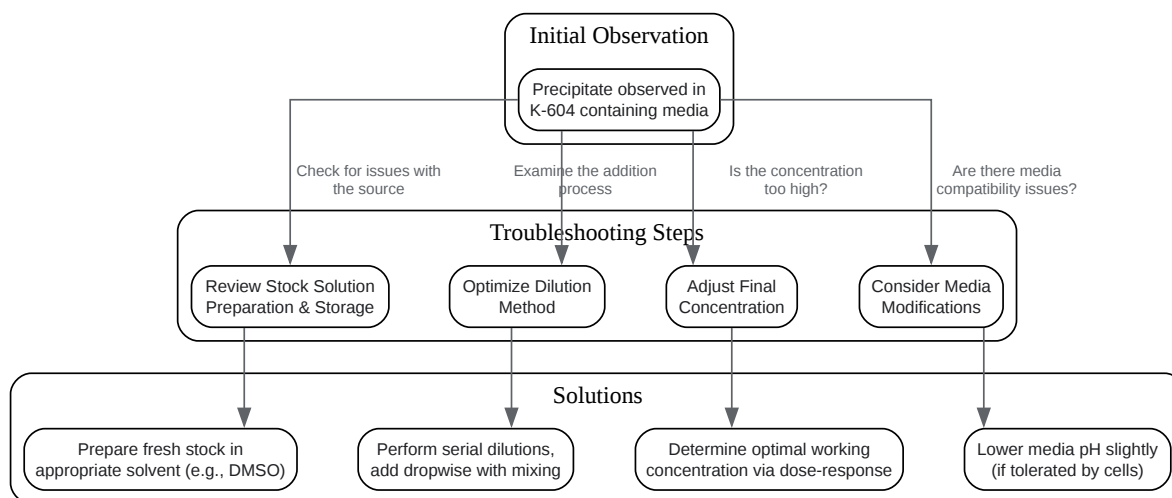 Initial Observation
Precipitate observed in
K-604 containing media
Check for issues with
the source
Examine the addition
process
Is the concentration
too high?
Are there media
compatibility issues?
Troubleshooting Steps
Review Stock Solution
Preparation & Storage
Optimize Dilution
Method
Adjust Final
Concentration
Consider Media
Modifications
Solutions
Prepare fresh stock in
appropriate solvent (e.g., DMSO)
Perform serial dilutions,
add dropwise with mixing
Determine optimal working
concentration via dose-response
Lower media pH slightly
(if tolerated by cells)